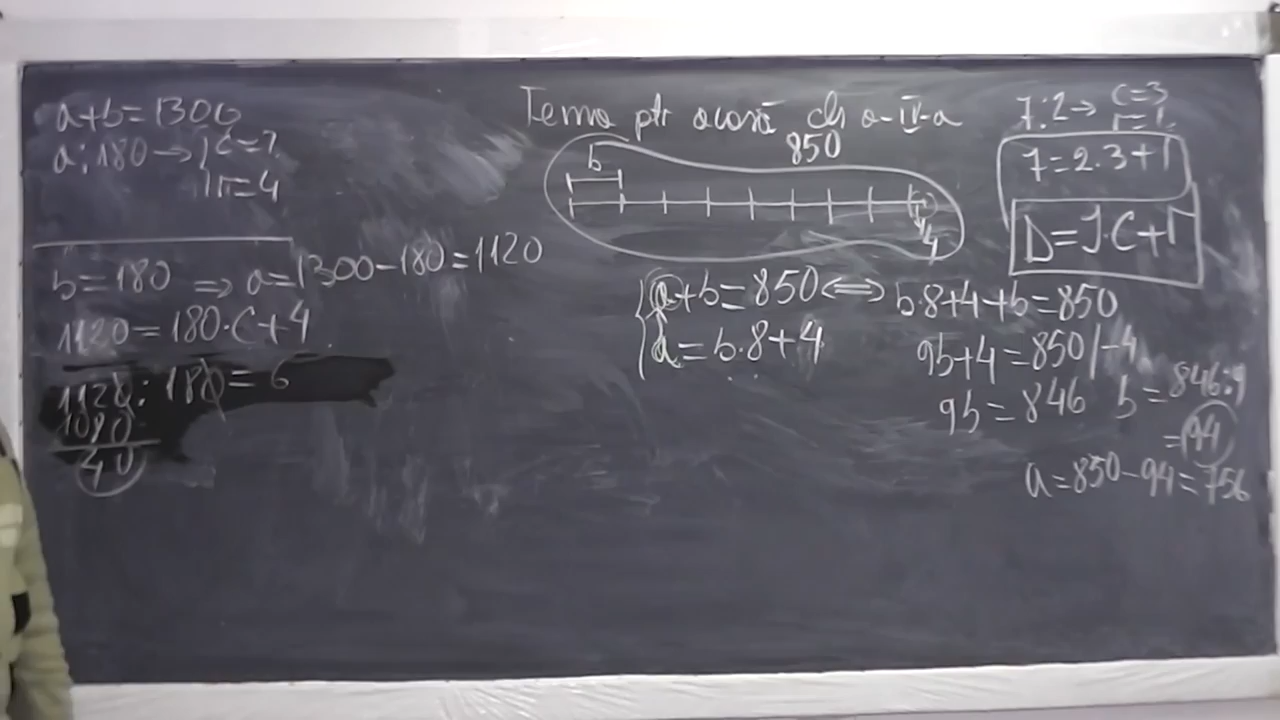 a+b=1300
a:180→{c=?
r=4
b=180 ⇒ a=1300-180=1120
1120=180·c+4
1120:180=6
1080
40
Tema ptr acasă cls a-IV-a
850
b
4
{a+b=850⟺b·8+4+b=850
a=b·8+4
9b+4=850/-4
9b=846 b=846:9
=94
a=850-94=756
7:2→ c=3
r=1
7=2·3+1
D=Î·C+r